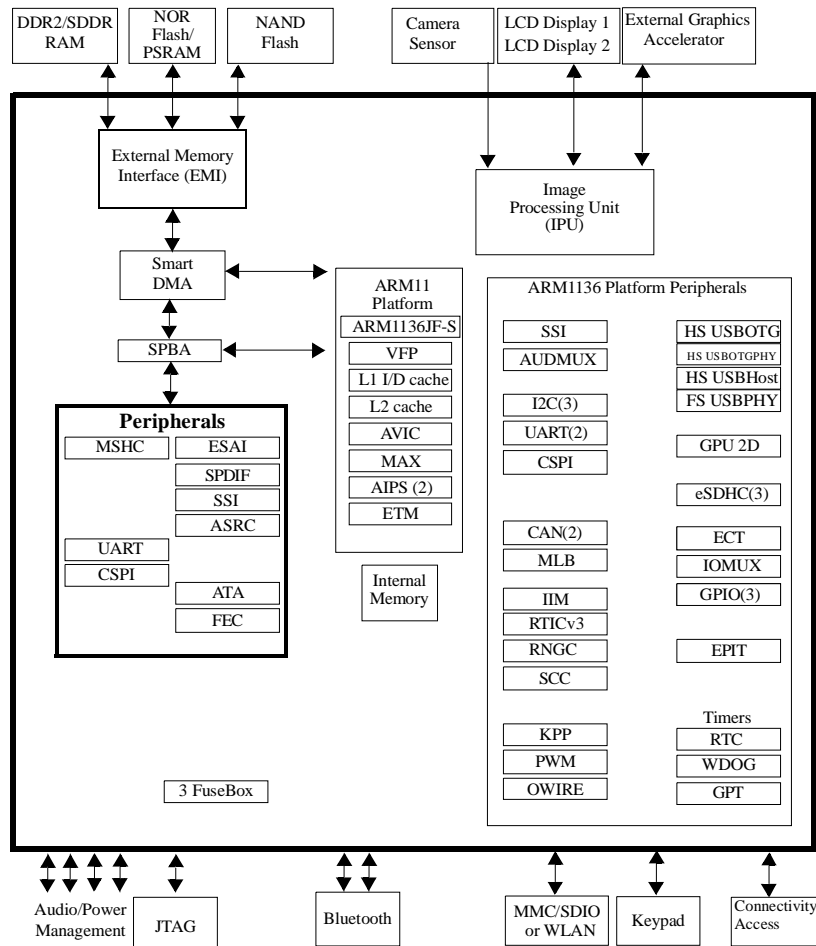 DDR2/SDDR
RAM
NOR
Flash/
PSRAM
NAND
Flash
Camera
Sensor
LCD Display 1
LCD Display 2
External Graphics
Accelerator
External Memory
Interface (EMI)
Image
Processing Unit
(IPU)
Smart
DMA
SPBA
ARM11
Platform
ARM1136JF-S
VFP
L1 I/D cache
L2 cache
AVIC
MAX
AIPS (2)
ETM
Internal
Memory
Peripherals
MSHC
ESAI
SPDIF
SSI
ASRC
UART
CSPI
ATA
FEC
3 FuseBox
ARM1136 Platform Peripherals
SSI
AUDMUX
I2C(3)
UART(2)
CSPI
CAN(2)
MLB
IIM
RTICv3
RNGC
SCC
KPP
PWM
OWIRE
HS USBOTG
HS USBOTGPHY
HS USBHost
FS USBPHY
GPU 2D
eSDHC(3)
ECT
IOMUX
GPIO(3)
EPIT
Timers
RTC
WDOG
GPT
Audio/Power
Management
JTAG
Bluetooth
MMC/SDIO
or WLAN
Keypad
Connectivity
Access